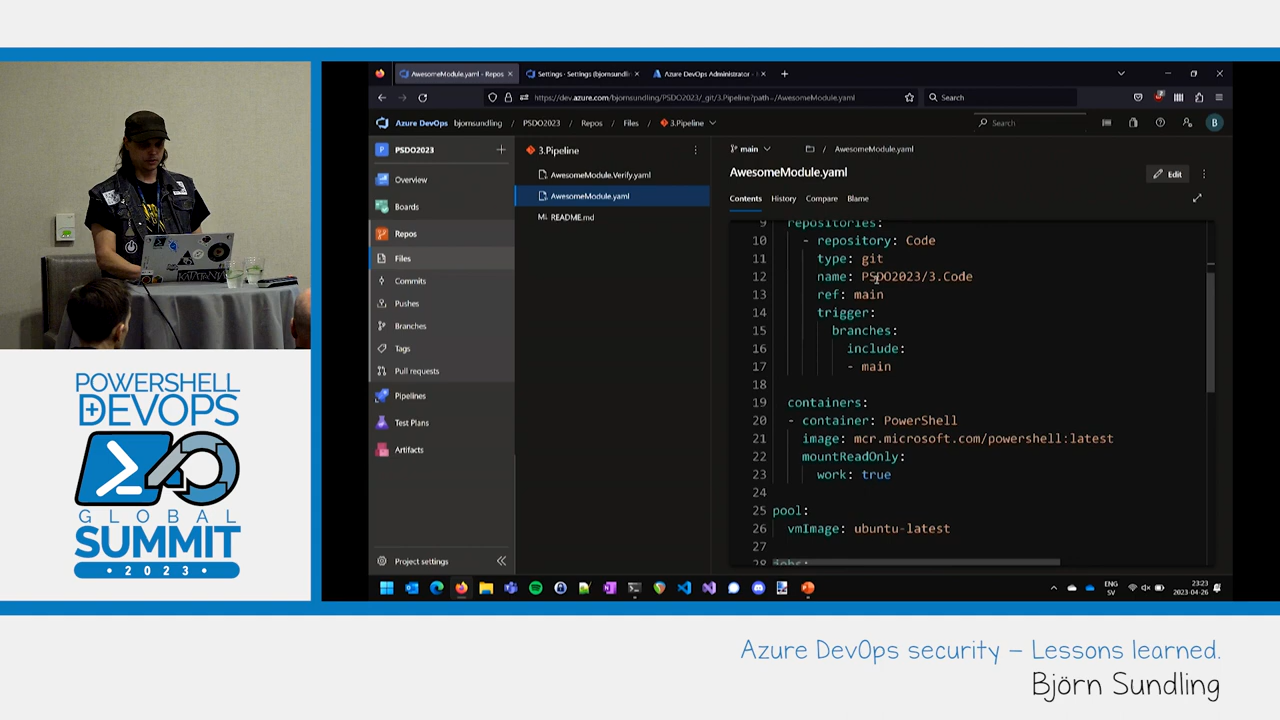 AwesomeModule.yaml - Repos
Settings · Settings (bjornsundlin
Azure DevOps Administrator -
https://dev.azure.com/bjornsundling/PSDO2023/_git/3.Pipeline?path=/AwesomeModule.yaml
Search
Azure DevOps bjornsundling / PSDO2023 / Repos / Files / 3.Pipeline
Search
B
P PSDO2023
Overview
Boards
Repos
Files
Commits
Pushes
Branches
Tags
Pull requests
Pipelines
Test Plans
Artifacts
Project settings
3.Pipeline
AwesomeModule.Verify.yaml
AwesomeModule.yaml
README.md
main / AwesomeModule.yaml
AwesomeModule.yaml
Edit
Contents History Compare Blame
9 repositories:
10 - repository: Code
11 type: git
12 name: PSDO2023/3.Code
13 ref: main
14 trigger:
15 branches:
16 include:
17 - main
18
19 containers:
20 - container: PowerShell
21 image: mcr.microsoft.com/powershell:latest
22 mountReadOnly:
23 work: true
24
25 pool:
26 vmImage: ubuntu-latest
27
28 jobs:
ENG
SV
23:23
2023-04-26
POWERSHELL
+DEVOPS
GLOBAL
SUMMIT
• 2023 •
Azure DevOps security – Lessons learned.
Björn Sundling